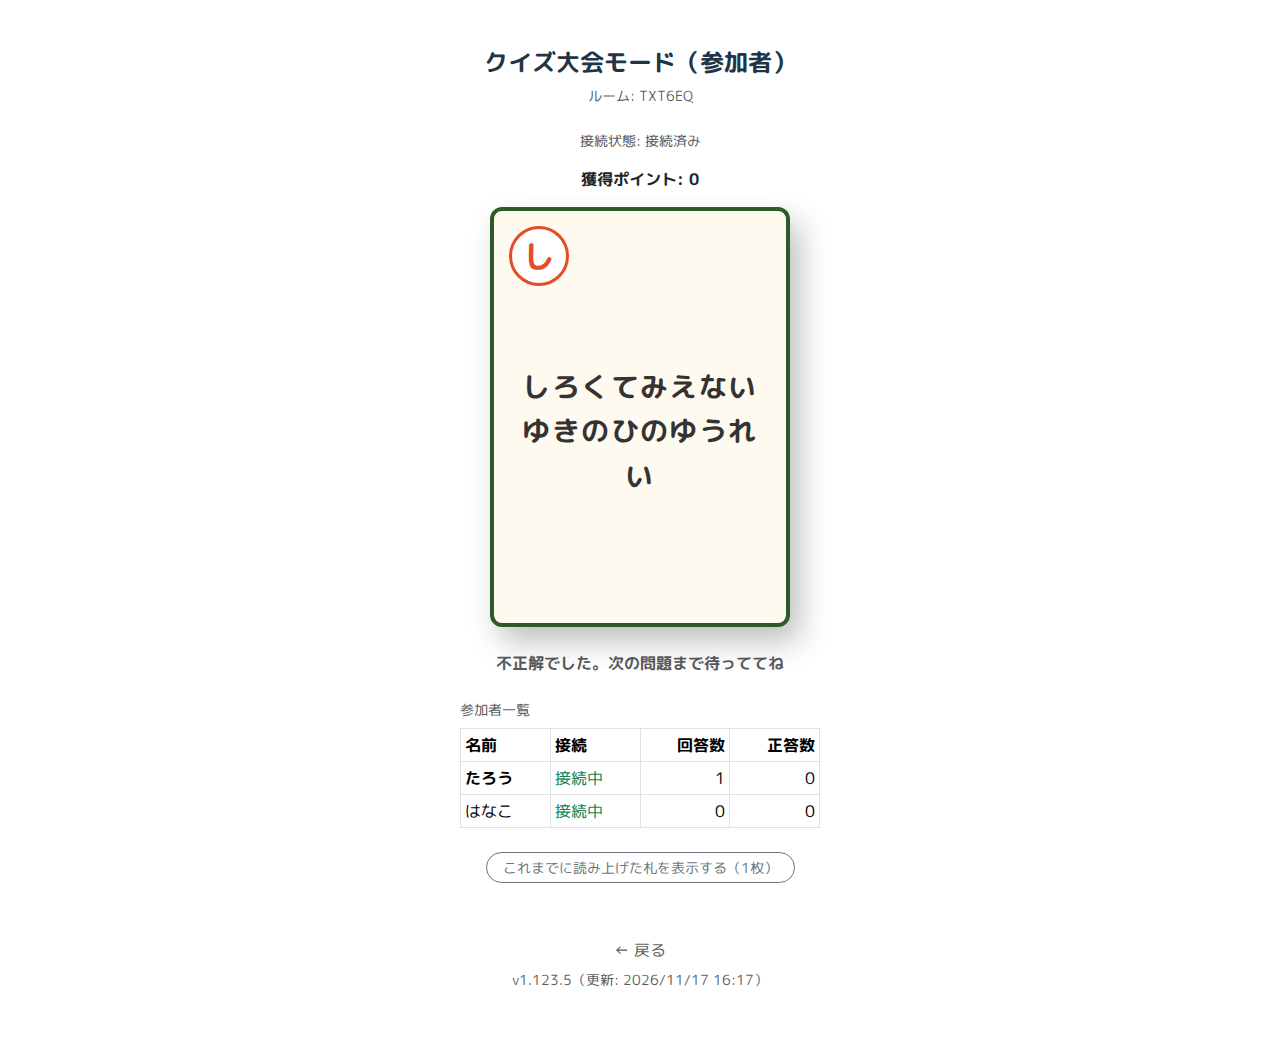 クイズ大会モード（参加者）
ルーム: TXT6EQ
接続状態: 接続済み
獲得ポイント: 0
し
しろくてみえない
ゆきのひのゆうれ
い
不正解でした。次の問題まで待っててね
参加者一覧
名前 接続 回答数 正答数
たろう 接続中 1 0
はなこ 接続中 0 0
これまでに読み上げた札を表示する（1枚）
← 戻る
v1.123.5（更新: 2026/11/17 16:17）